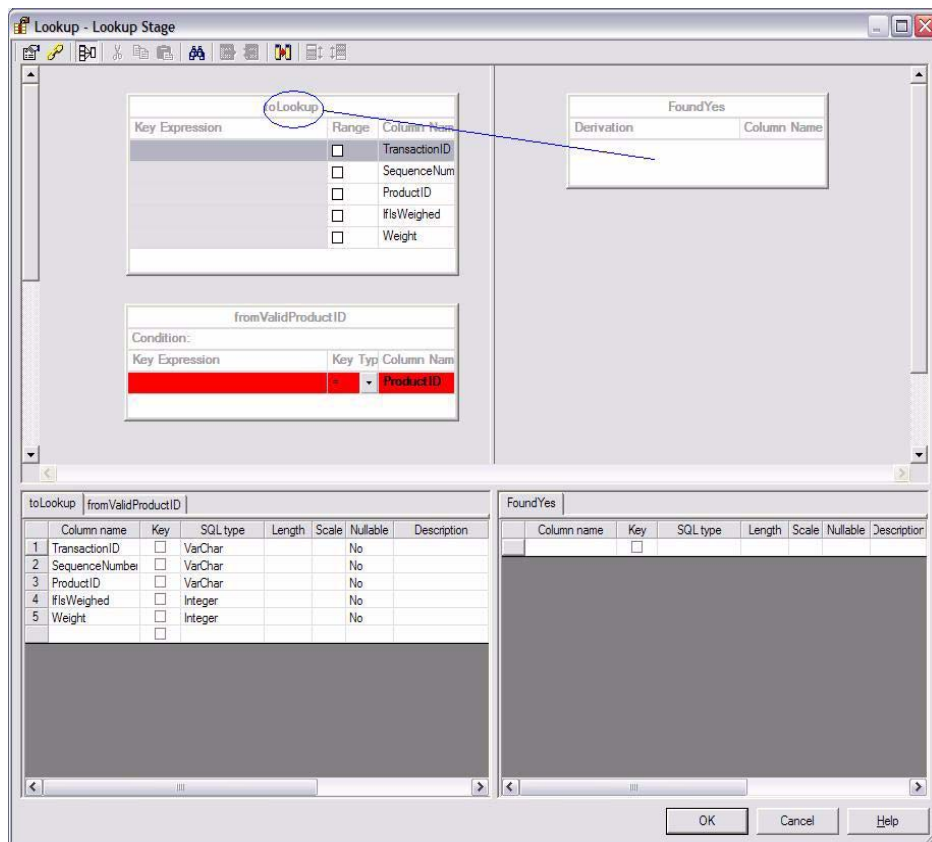 Lookup - Lookup Stage
toLookup
Key Expression Range Column Nam
TransactionID
SequenceNum
ProductID
IfIsWeighed
Weight
FoundYes
Derivation Column Name
fromValidProductID
Condition:
Key Expression Key Typ Column Nam
= ProductID
toLookup fromValidProductID
Column name Key SQL type Length Scale Nullable Description
1 TransactionID VarChar No
2 SequenceNumber VarChar No
3 ProductID VarChar No
4 IfIsWeighed Integer No
5 Weight Integer No
FoundYes
Column name Key SQL type Length Scale Nullable Description
OK Cancel Help